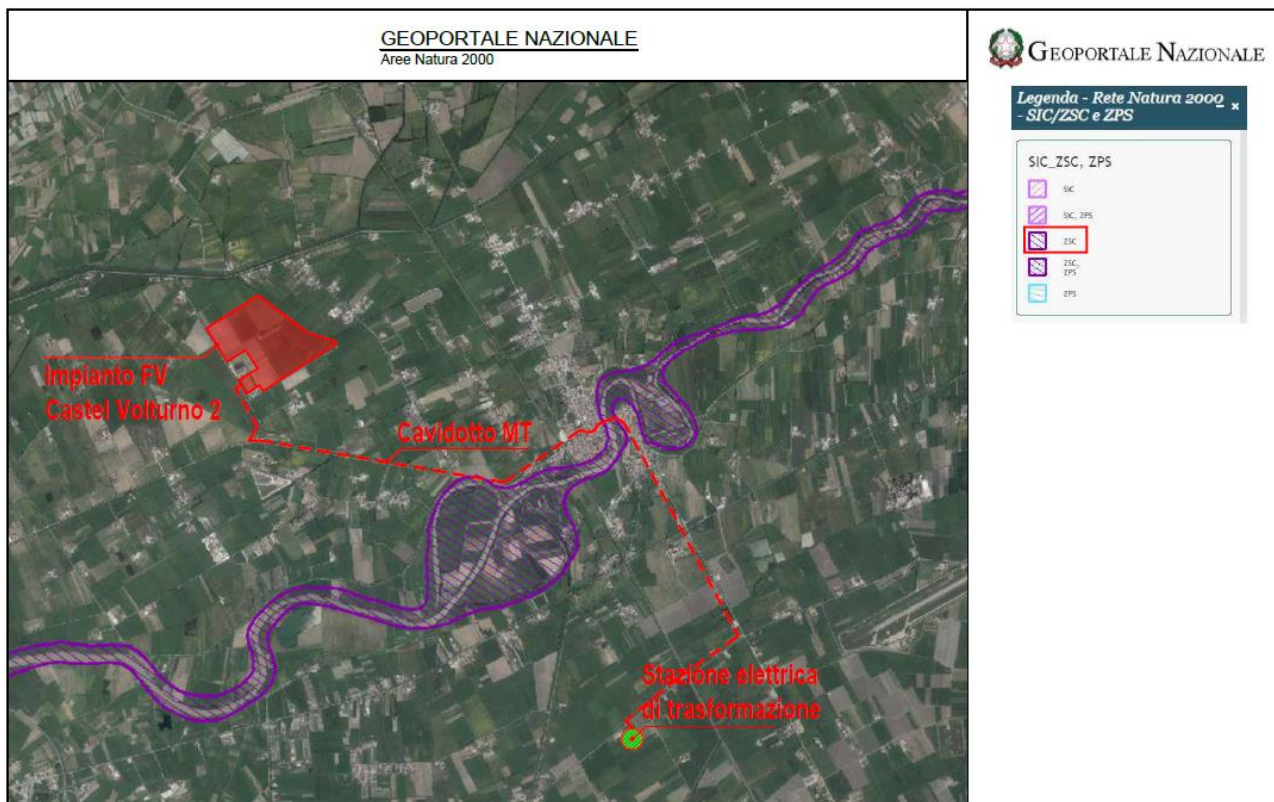 GEOPORTALE NAZIONALE
Aree Natura 2000
GEOPORTALE NAZIONALE
Legenda - Rete Natura 2000
- SIC/ZSC e ZPS
SIC_ZSC, ZPS
SIC
SIC, ZPS
ZSC
ZSC,
ZPS
ZPS
Impianto FV
Castel Volturno 2
Cavidotto MT
Stazione elettrica
di trasformazione